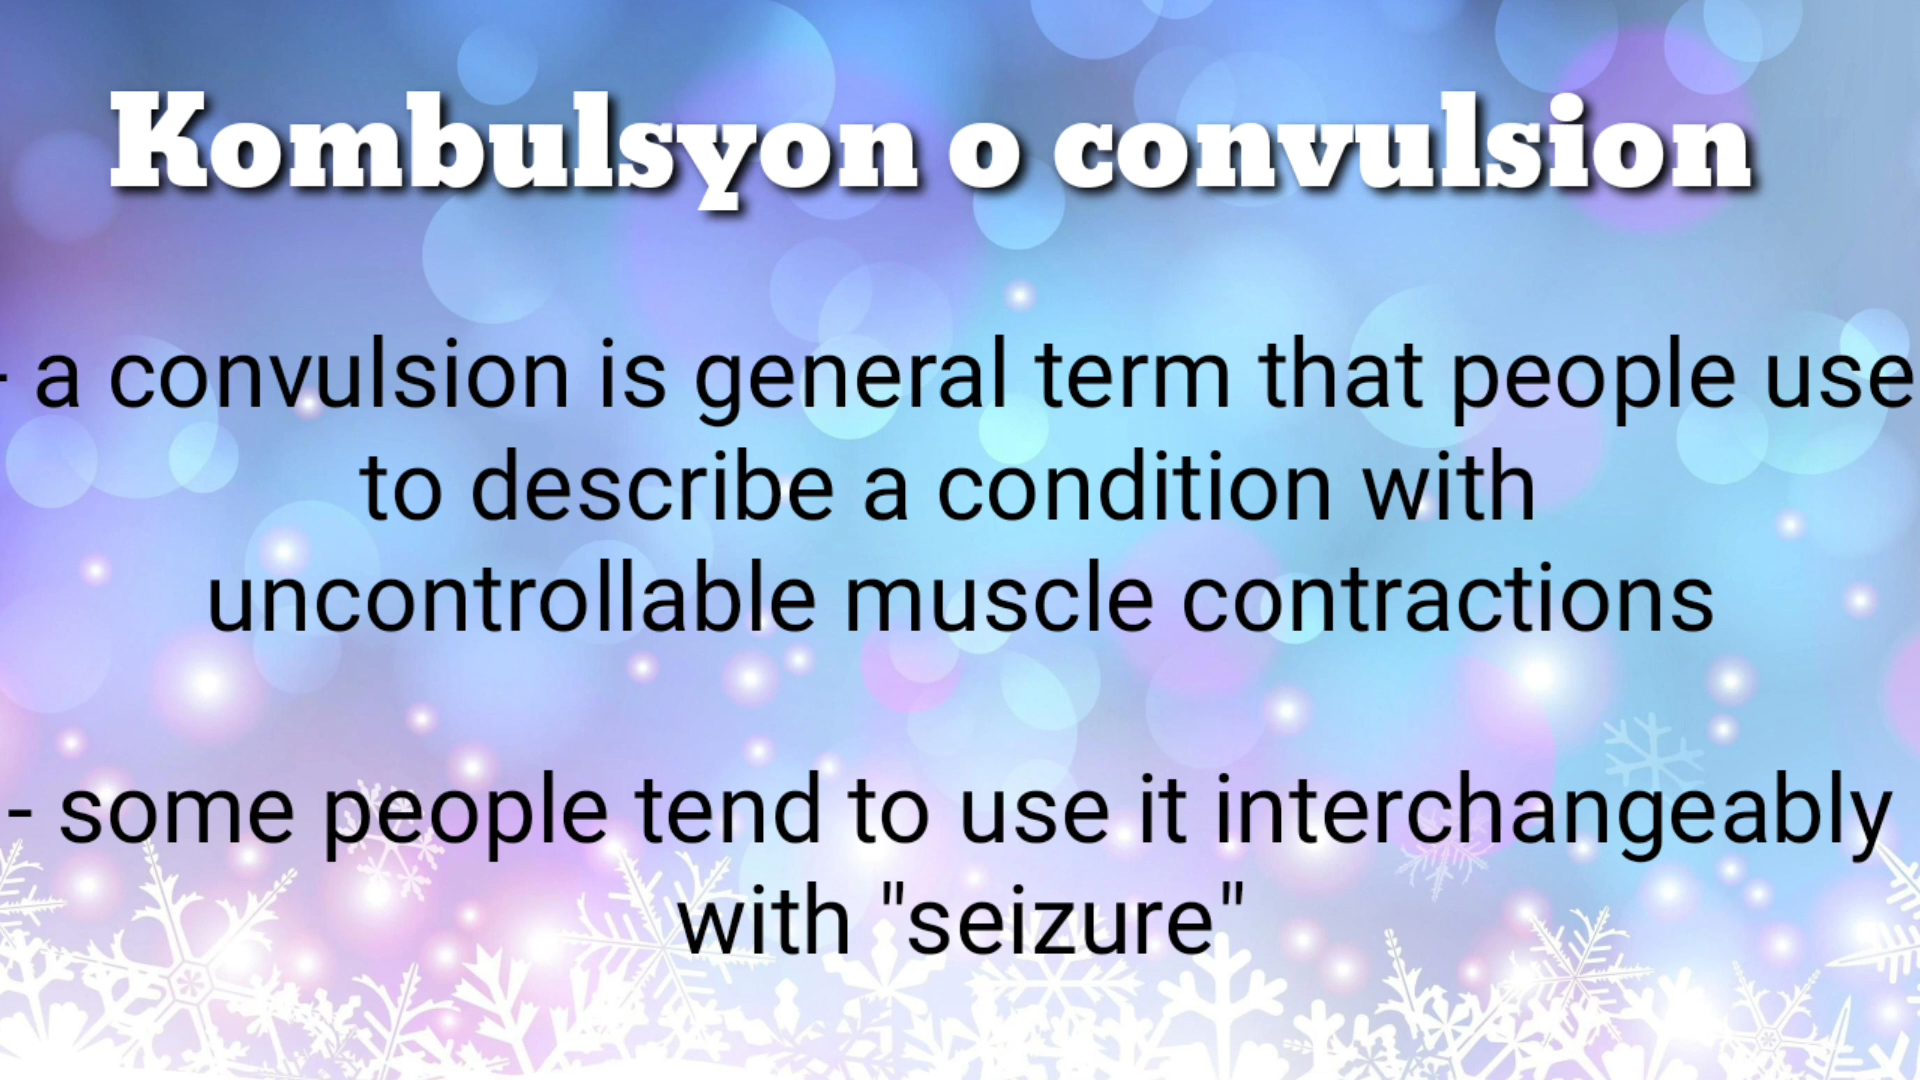 Kombulsyon o convulsion
- a convulsion is general term that people use
to describe a condition with
uncontrollable muscle contractions
- some people tend to use it interchangeably
with "seizure"